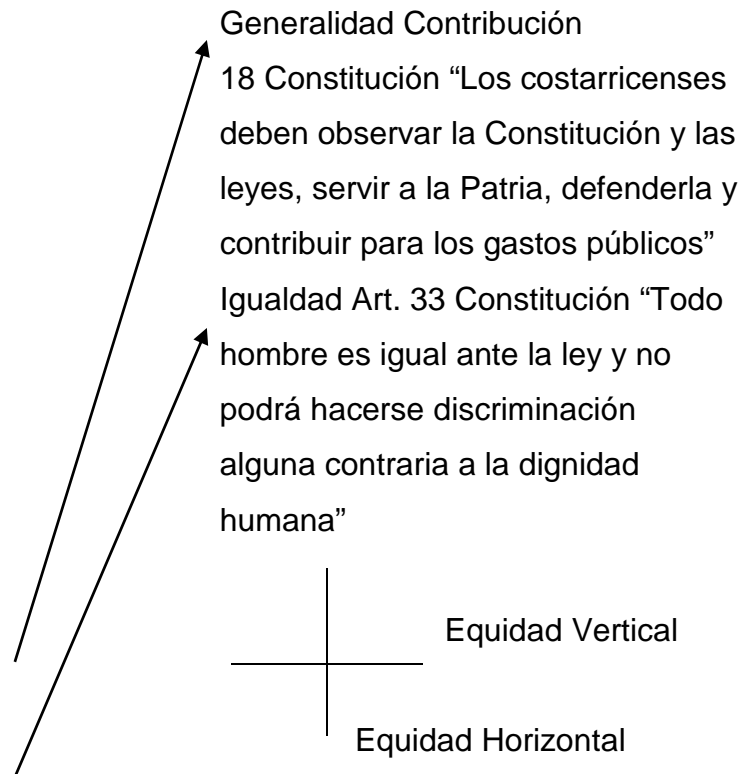 Generalidad Contribución
18 Constitución “Los costarricenses
deben observar la Constitución y las
leyes, servir a la Patria, defenderla y
contribuir para los gastos públicos”
Igualdad Art. 33 Constitución “Todo
hombre es igual ante la ley y no
podrá hacerse discriminación
alguna contraria a la dignidad
humana”
Equidad Vertical
Equidad Horizontal